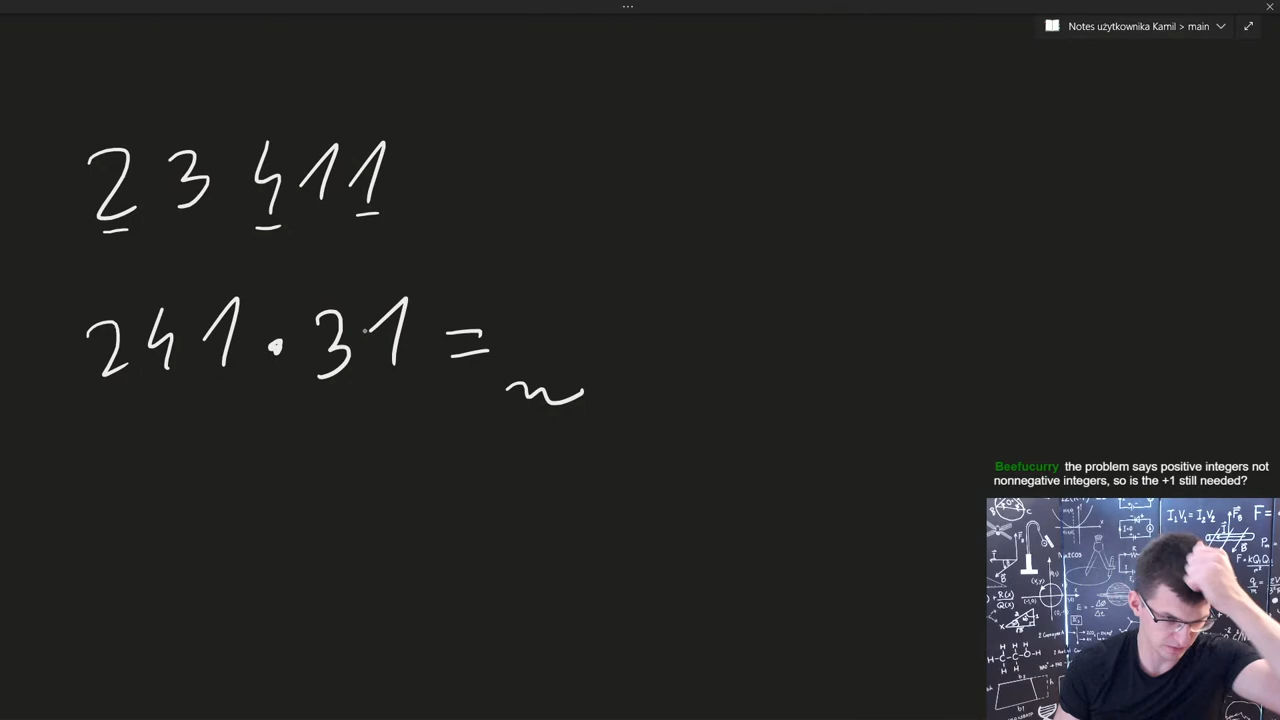 Notes użytkownika Kamil > main
2 3 4 1 1
241 · 31 =
Beefucurry the problem says positive integers not
nonnegative integers, so is the +1 still needed?